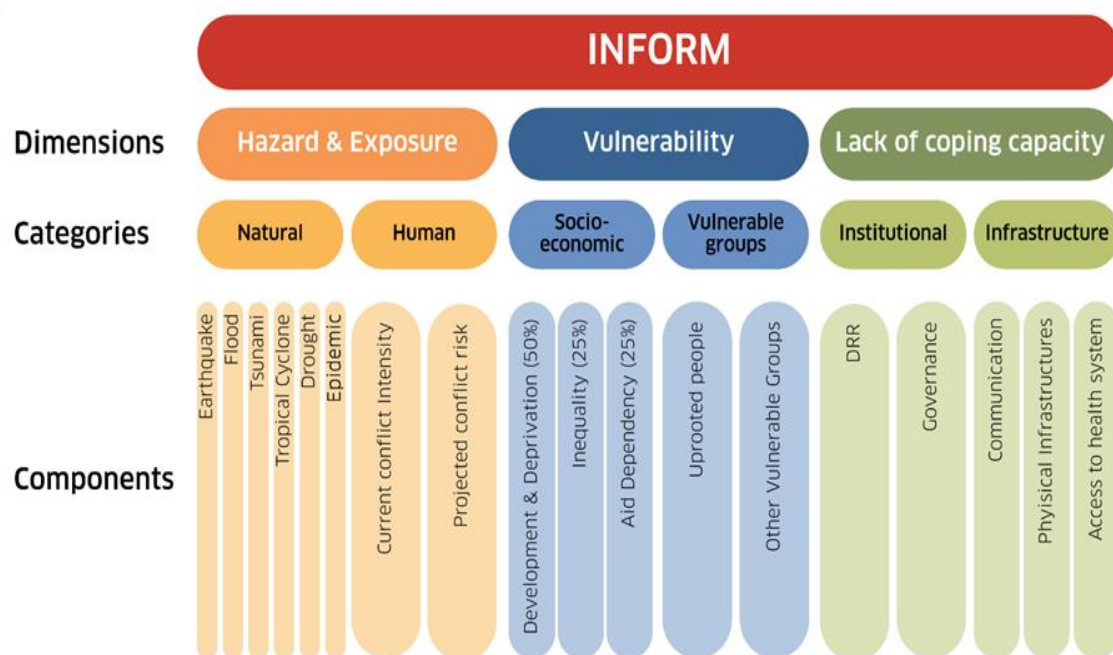 INFORM
Dimensions
Hazard & Exposure
Vulnerability
Lack of coping capacity
Categories
Natural
Human
Socio-
economic
Vulnerable
groups
Institutional
Infrastructure
Components
Earthquake
Flood
Tsunami
Tropical Cyclone
Drought
Epidemic
Current conflict Intensity
Projected conflict risk
Development & Deprivation (50%)
Inequality (25%)
Aid Dependency (25%)
Uprooted people
Other Vulnerable Groups
DRR
Governance
Communication
Phyisical Infrastructures
Access to health system